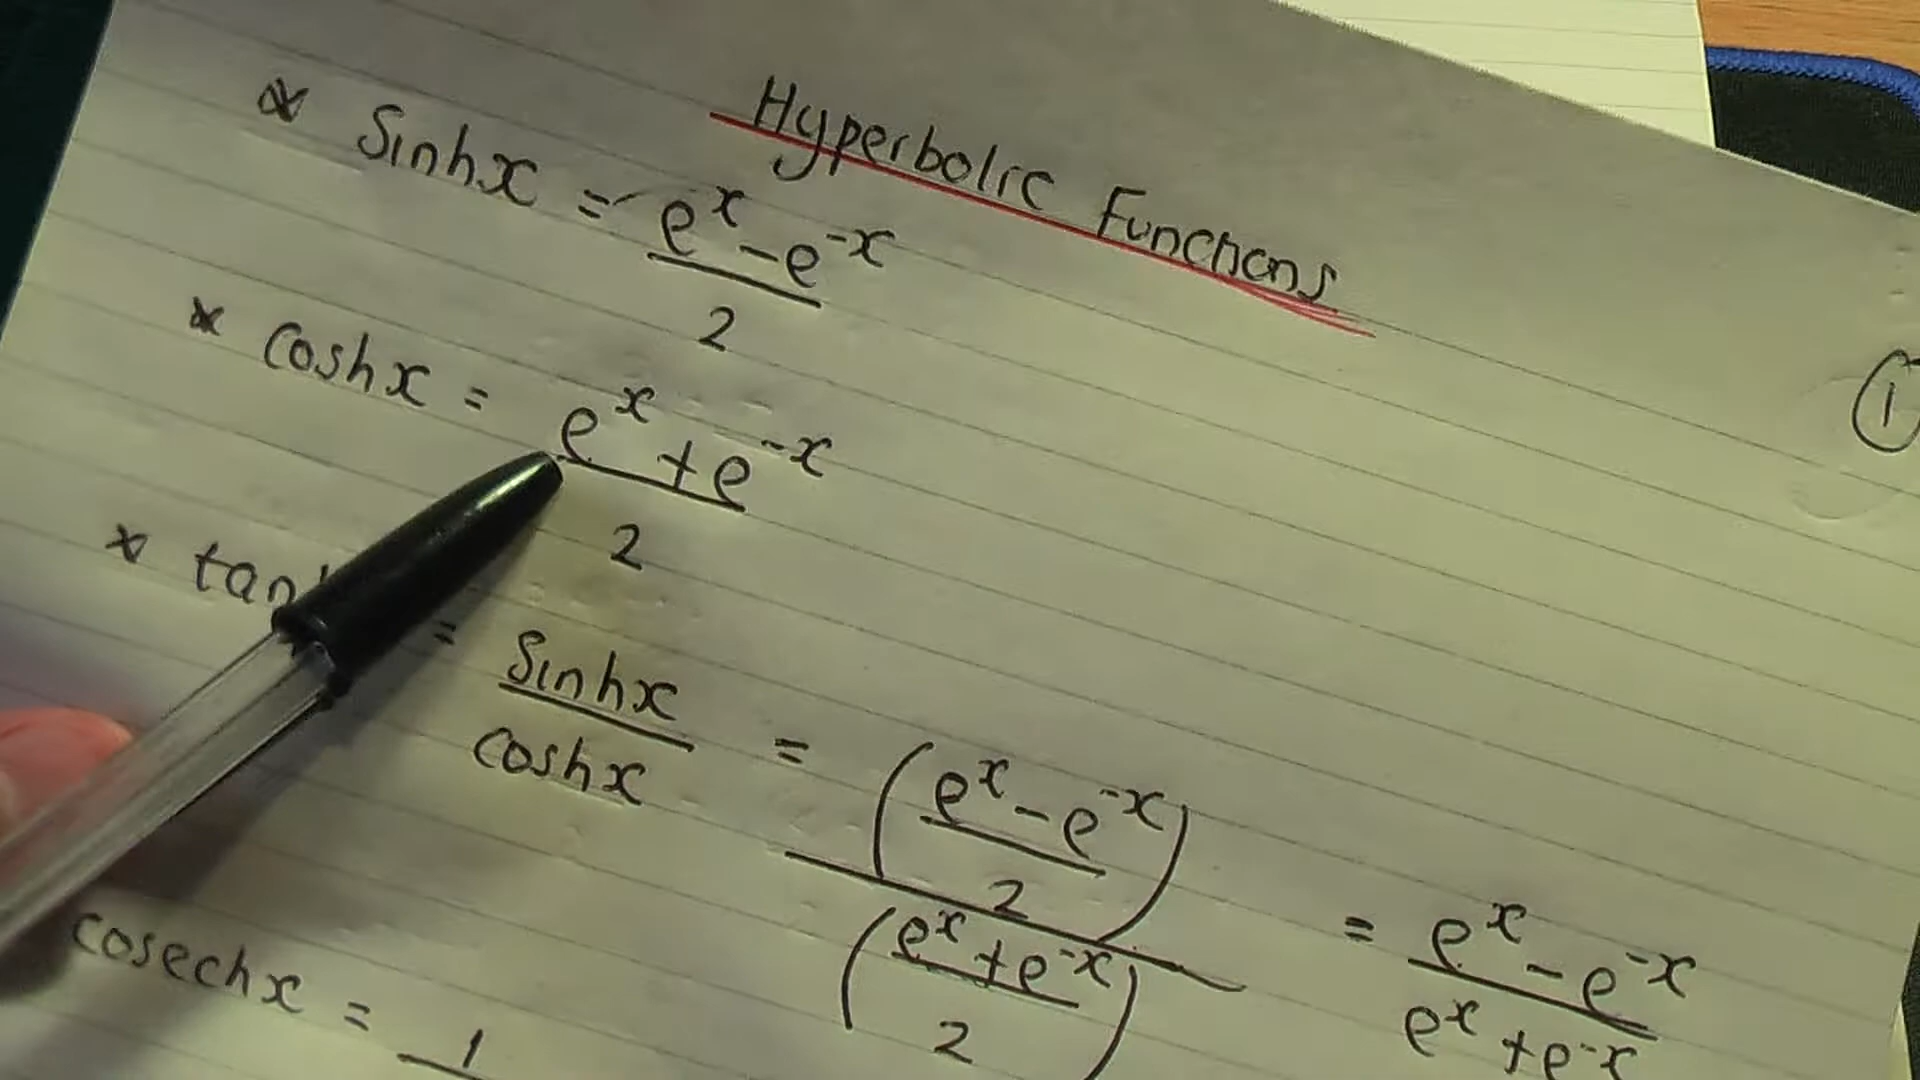 Hyperbolic Functions
* Sinhx = e^x - e^-x
2
①
* Coshx = e^x + e^-x
2
* tan = Sinhx / coshx = (e^x - e^-x / 2) / (e^x + e^-x / 2) = e^x - e^-x / e^x + e^-x
cosechx = 1